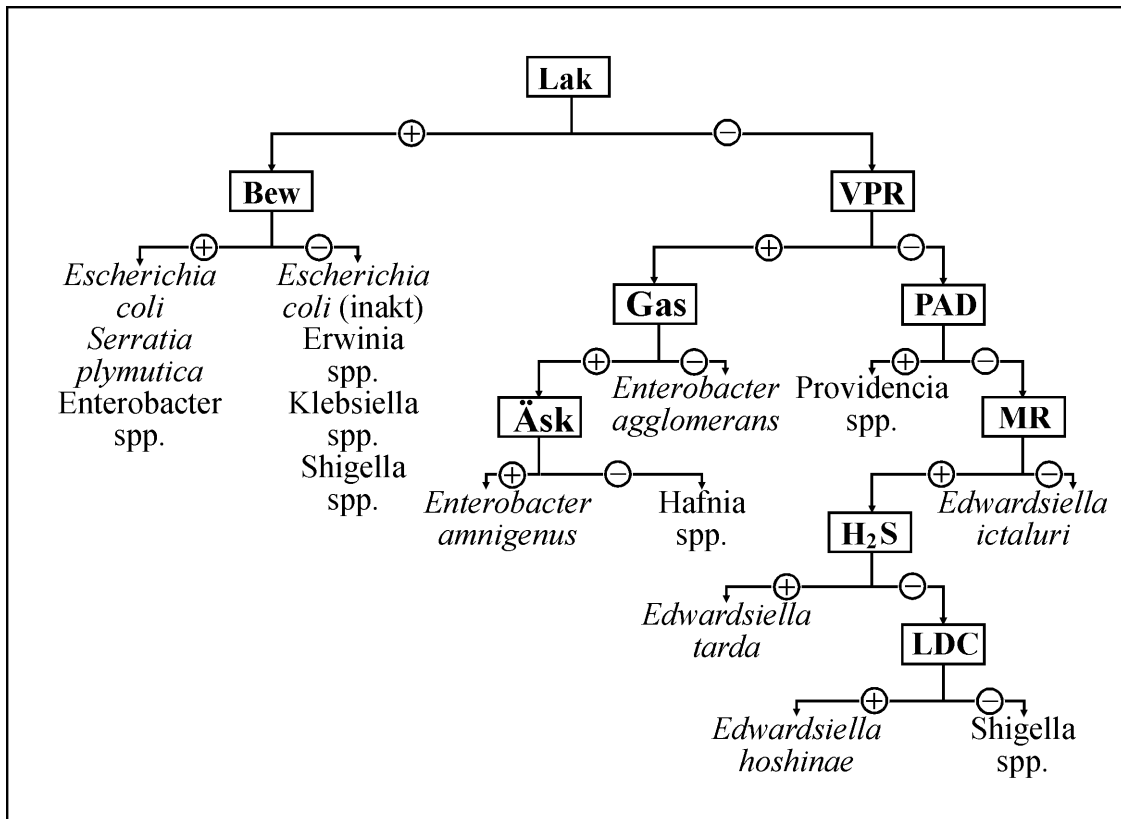 Lak
+
−
Bew
VPR
+
−
+
−
Escherichia
coli
Serratia
plymutica
Enterobacter
spp.
Escherichia
coli (inakt)
Erwinia
spp.
Klebsiella
spp.
Shigella
spp.
Gas
PAD
+
−
+
−
Äsk
Enterobacter
agglomerans
Providencia
spp.
MR
+
−
+
−
Enterobacter
amnigenus
Hafnia
spp.
H₂S
Edwardsiella
ictaluri
+
−
Edwardsiella
tarda
LDC
+
−
Edwardsiella
hoshinae
Shigella
spp.